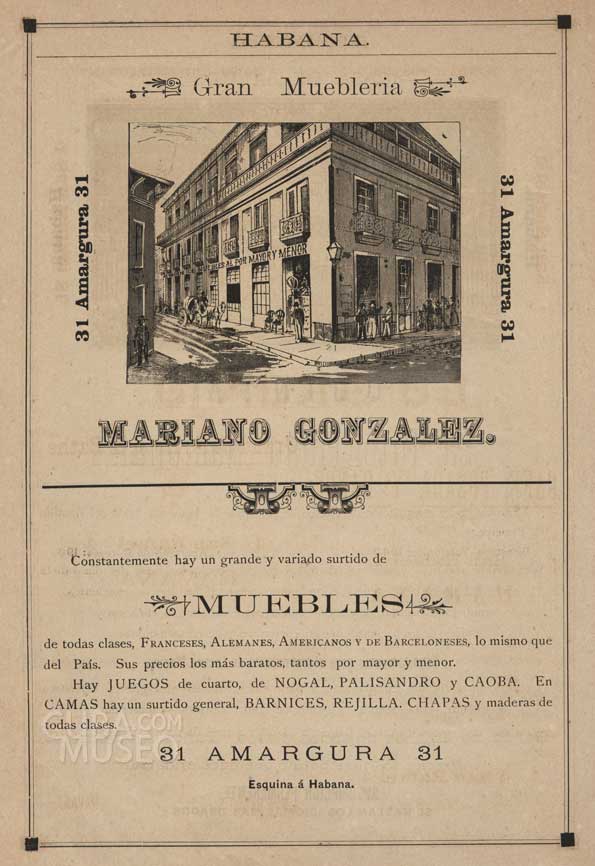 HABANA.
Gran Muebleria
31 Amargura 31
31 Amargura 31
MUEBLES AL POR MAYOR Y MENOR
MARIANO GONZALEZ.
Constantemente hay un grande y variado surtido de
MUEBLES
de todas clases, FRANCESES, ALEMANES, AMERICANOS Y DE BARCELONESES, lo mismo que
del País. Sus precios los más baratos, tantos por mayor y menor.
Hay JUEGOS de cuarto, de NOGAL, PALISANDRO y CAOBA. En
CAMAS hay un surtido general, BARNICES, REJILLA. CHAPAS y maderas de
todas clases.
CUBA.COM
MUSEO
31 AMARGURA 31
Esquina á Habana.